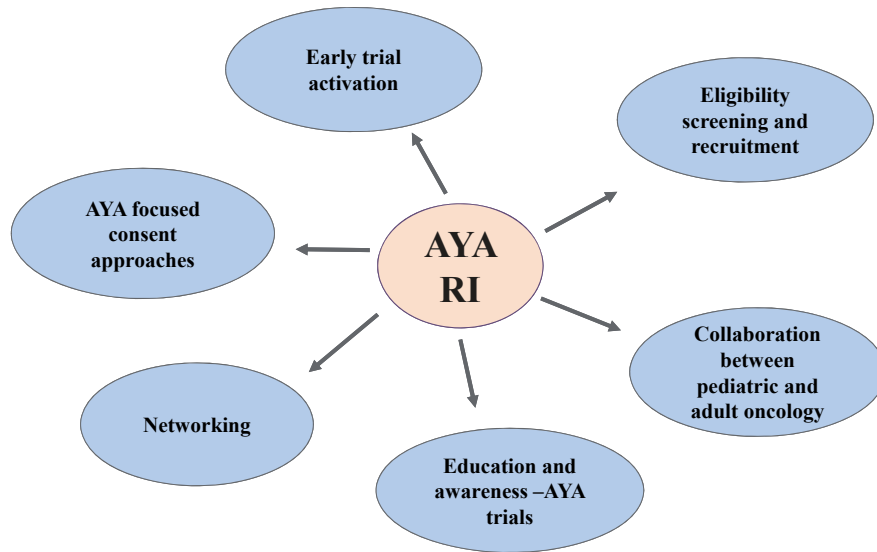 Early trial
activation
Eligibility
screening and
recruitment
AYA focused
consent
approaches
AYA
RI
Collaboration
between
pediatric and
adult oncology
Networking
Education and
awareness –AYA
trials